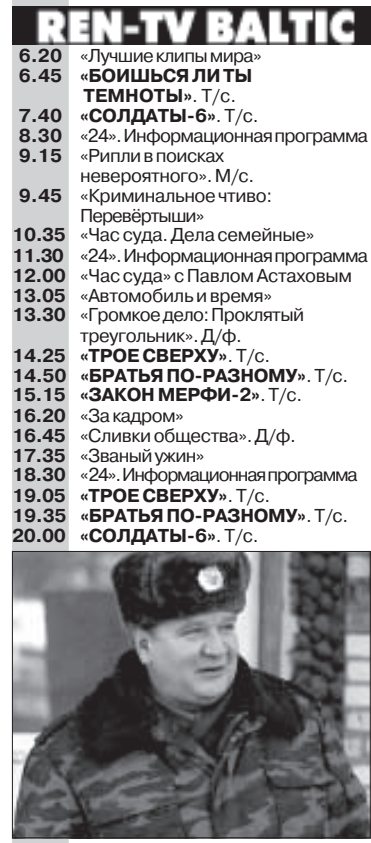 REN-TV BALTIC
6.20 «Лучшие клипы мира»
6.45 «БОИШЬСЯ ЛИ ТЫ
ТЕМНОТЫ». Т/с.
7.40 «СОЛДАТЫ-6». Т/с.
8.30 «24». Информационная программа
9.15 «Рипли в поисках
невероятного». М/с.
9.45 «Криминальное чтиво:
Перевёртыши»
10.35 «Час суда. Дела семейные»
11.30 «24». Информационная программа
12.00 «Час суда» с Павлом Астаховым
13.05 «Автомобиль и время»
13.30 «Громкое дело: Проклятый
треугольник». Д/ф.
14.25 «ТРОЕ СВЕРХУ». Т/с.
14.50 «БРАТЬЯ ПО-РАЗНОМУ». Т/с.
15.15 «ЗАКОН МЕРФИ-2». Т/с.
16.20 «За кадром»
16.45 «Сливки общества». Д/ф.
17.35 «Званый ужин»
18.30 «24». Информационная программа
19.05 «ТРОЕ СВЕРХУ». Т/с.
19.35 «БРАТЬЯ ПО-РАЗНОМУ». Т/с.
20.00 «СОЛДАТЫ-6». Т/с.